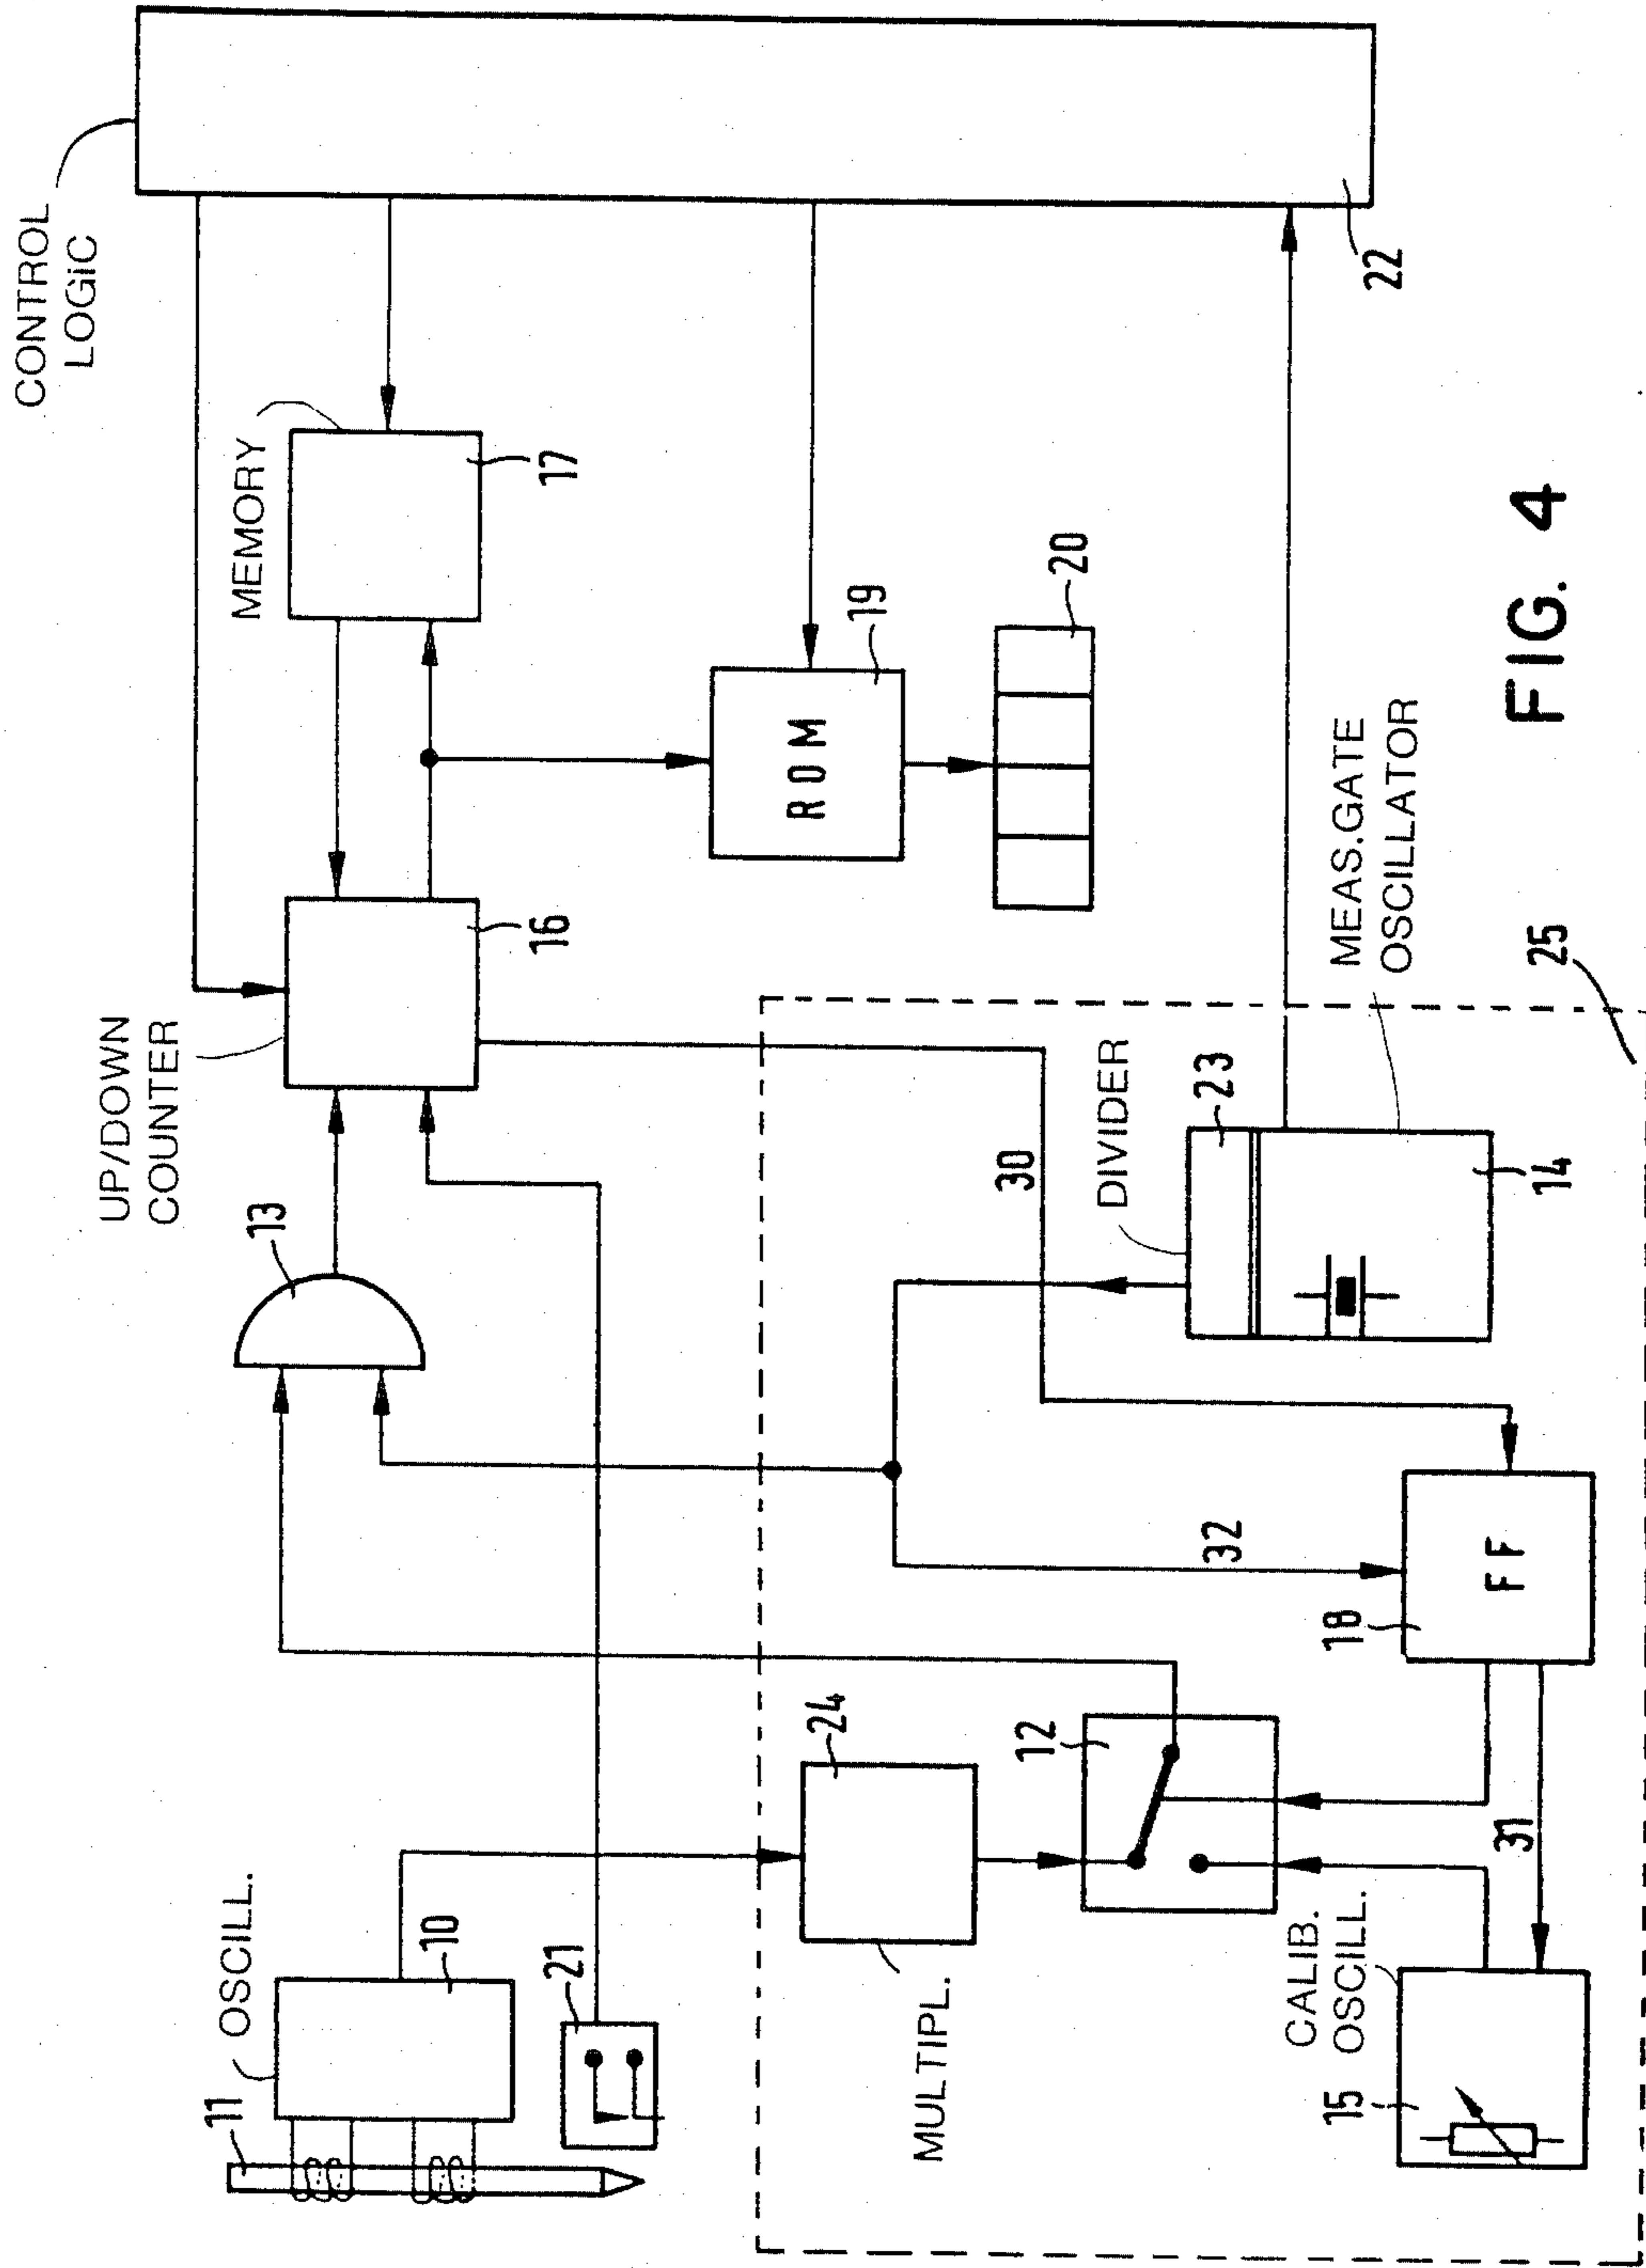 CONTROL
LOGiC
UP/DOWN
COUNTER
MEMORY
OSCILL.
11
10
13
16
17
21
22
ROM
19
20
30
32
MULTIPL.
24
12
DIVIDER
23
14
MEAS.GATE
OSCILLATOR
FF
18
31
CALIB.
OSCILL.
15
25
FIG. 4